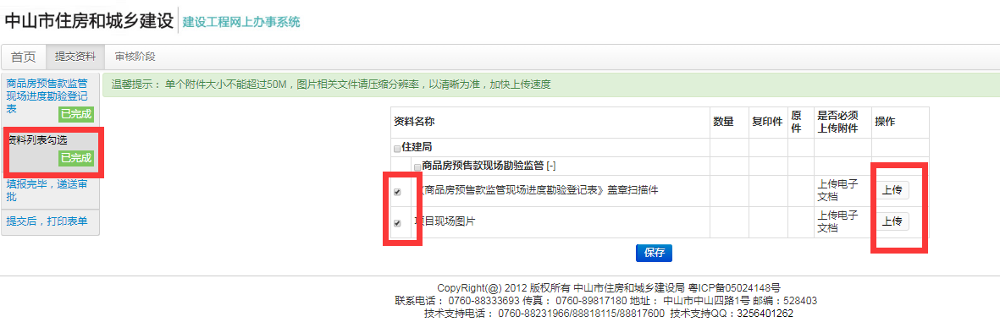 中山市住房和城乡建设 建设工程网上办事系统
首页 提交资料 审核阶段
商品房预售款监管
现场进度勘验登记
表
已完成
资料列表勾选
已完成
填报完毕，递送审
批
提交后，打印表单
温馨提示： 单个附件大小不能超过50M，图片相关文件请压缩分辨率，以清晰为准，加快上传速度
资料名称 数量 复印件 原件 是否必须上传附件 操作
住建局
商品房预售款现场勘验监管 [-]
《商品房预售款监管现场进度勘验登记表》盖章扫描件 上传电子文档 上传
项目现场图片 上传电子文档 上传
保存
CopyRight(@) 2012 版权所有 中山市住房和城乡建设局 粤ICP备05024148号
联系电话： 0760-88333693 传真： 0760-89817180 地址： 中山市中山四路1号 邮编：528403
技术支持电话： 0760-88231966/88818115/88817600 技术支持QQ：3256401262